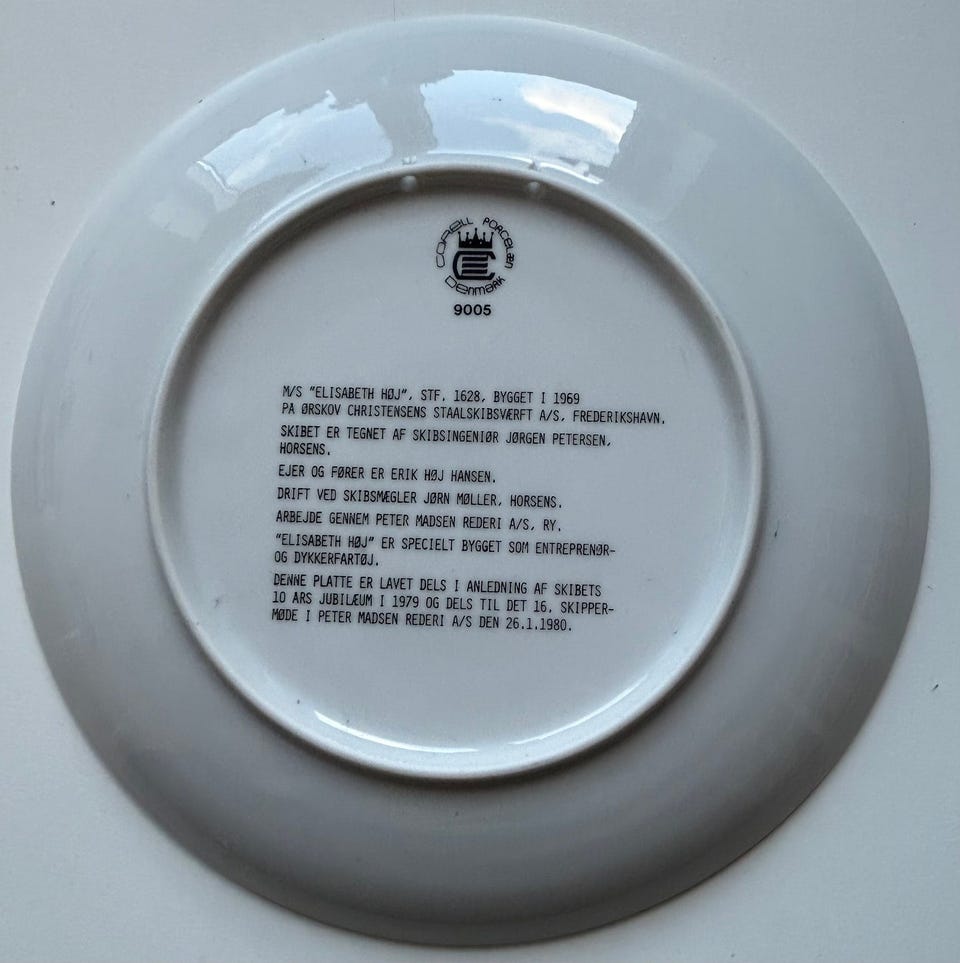 CORELL PORCELÆN
DENMARK
9005
M/S "ELISABETH HØJ", STF. 1628, BYGGET I 1969
PA ØRSKOV CHRISTENSENS STAALSKIBSVÆRFT A/S, FREDERIKSHAVN.
SKIBET ER TEGNET AF SKIBSINGENIØR JØRGEN PETERSEN,
HORSENS.
EJER OG FØRER ER ERIK HØJ HANSEN.
DRIFT VED SKIBSMÆGLER JØRN MØLLER, HORSENS.
ARBEJDE GENNEM PETER MADSEN REDERI A/S, RY.
"ELISABETH HØJ" ER SPECIELT BYGGET SOM ENTREPRENØR-
OG DYKKERFARTØJ.
DENNE PLATTE ER LAVET DELS I ANLEDNING AF SKIBETS
10 ARS JUBILÆUM I 1979 OG DELS TIL DET 16. SKIPPER-
MØDE I PETER MADSEN REDERI A/S DEN 26.1.1980.